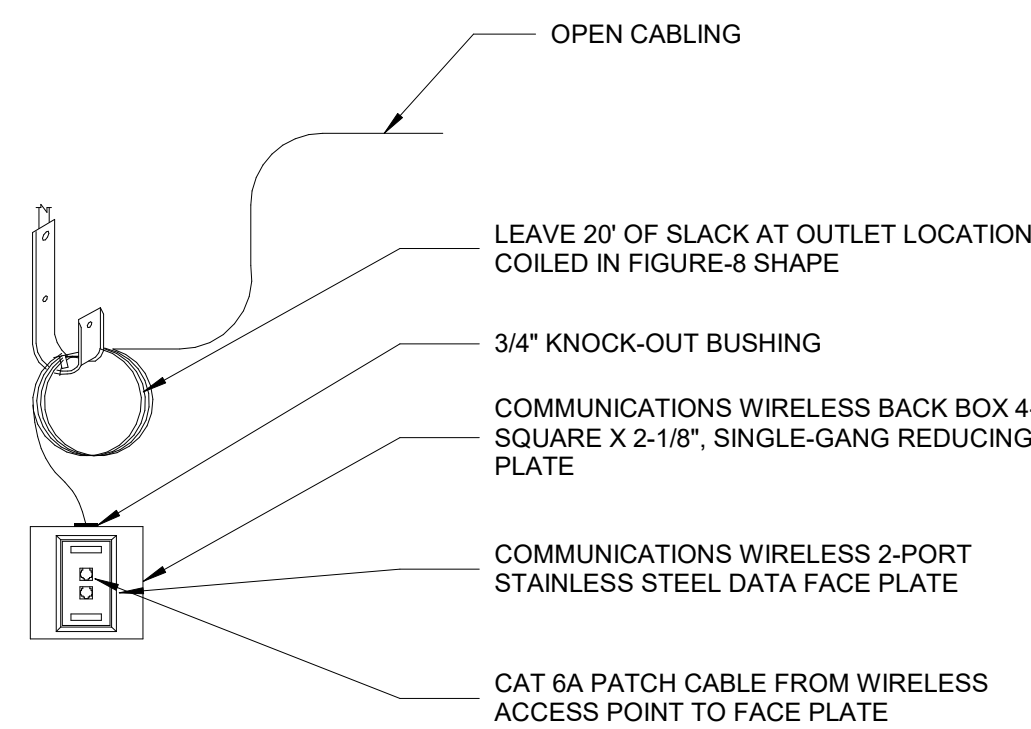 OPEN CABLING
LEAVE 20' OF SLACK AT OUTLET LOCATION
COILED IN FIGURE-8 SHAPE
3/4" KNOCK-OUT BUSHING
COMMUNICATIONS WIRELESS BACK BOX 4-
SQUARE X 2-1/8", SINGLE-GANG REDUCING
PLATE
COMMUNICATIONS WIRELESS 2-PORT
STAINLESS STEEL DATA FACE PLATE
CAT 6A PATCH CABLE FROM WIRELESS
ACCESS POINT TO FACE PLATE